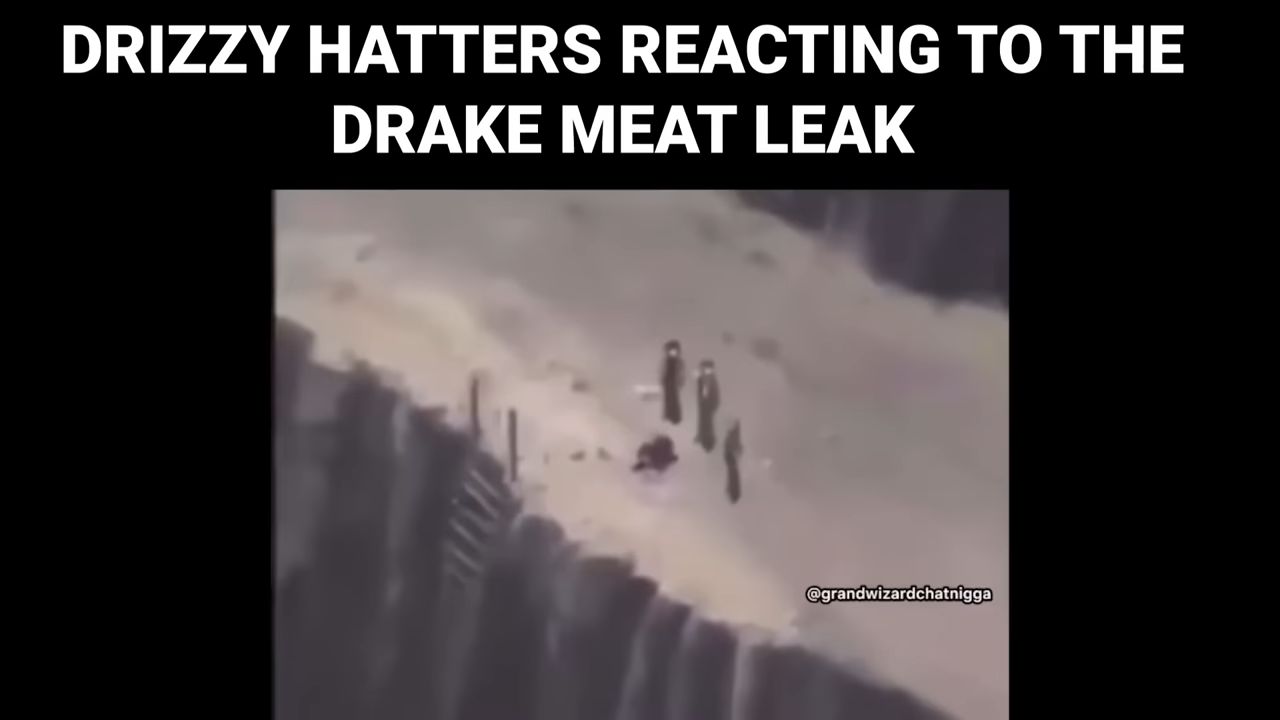 DRIZZY HATTERS REACTING TO THE
DRAKE MEAT LEAK
@grandwizardchatnigga